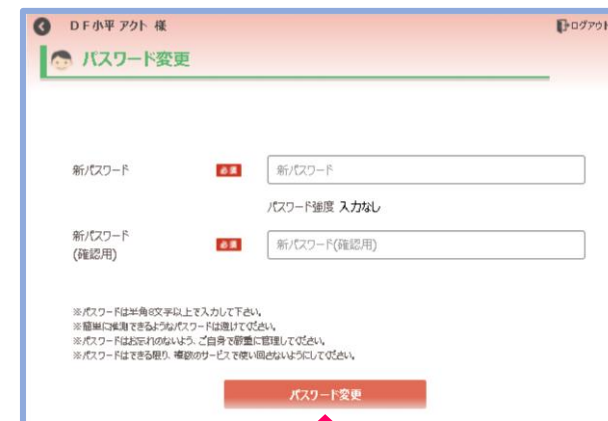 DF小平 アクト 様
ログアウト
パスワード変更
新パスワード
必須
新パスワード
パスワード強度 入力なし
新パスワード
(確認用)
必須
新パスワード(確認用)
※パスワードは半角8文字以上で入力して下さい。
※簡単に推測できるようなパスワードは避けてください。
※パスワードはお忘れのないよう、ご自身で厳重に管理してください。
※パスワードはできる限り、複数のサービスで使い回さないようにしてください。
パスワード変更